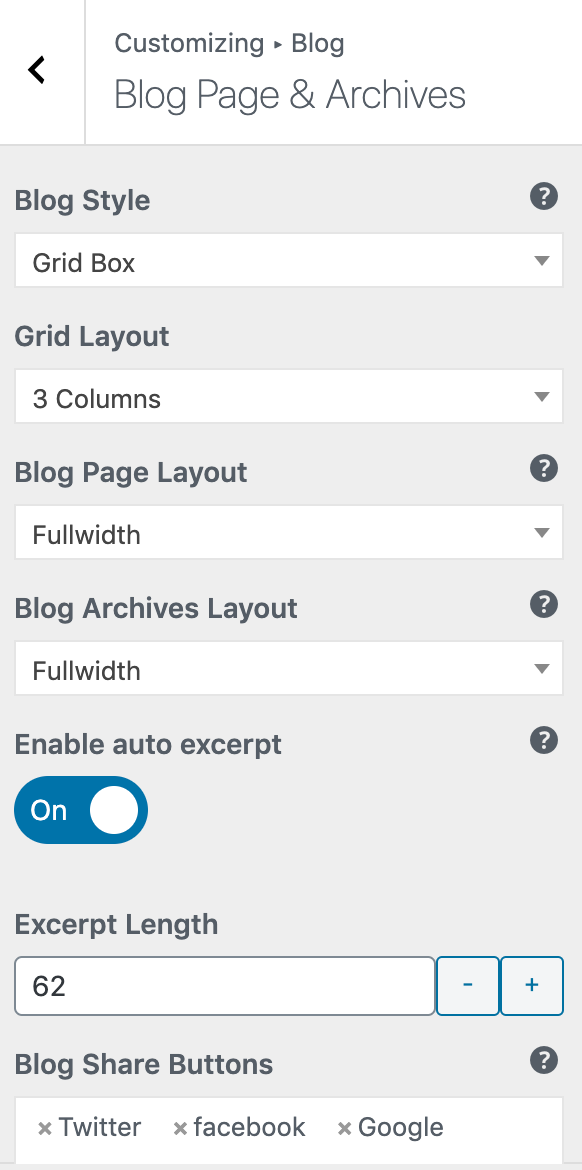 Customizing ▸ Blog
Blog Page & Archives
Blog Style ?
Grid Box
Grid Layout
3 Columns
Blog Page Layout ?
Fullwidth
Blog Archives Layout ?
Fullwidth
Enable auto excerpt ?
On
Excerpt Length
62 - +
Blog Share Buttons ?
× Twitter × facebook × Google